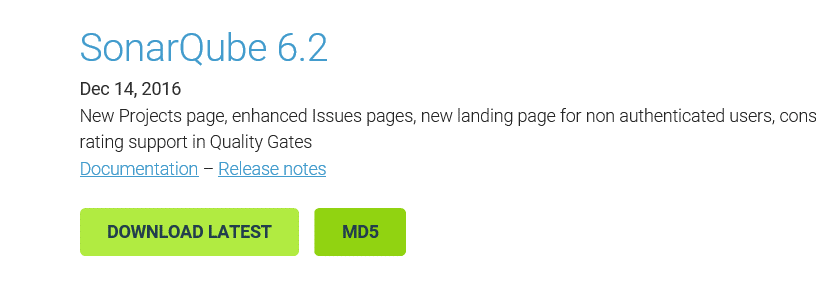 SonarQube 6.2
Dec 14, 2016
New Projects page, enhanced Issues pages, new landing page for non authenticated users, cons
rating support in Quality Gates
Documentation – Release notes
DOWNLOAD LATEST MD5